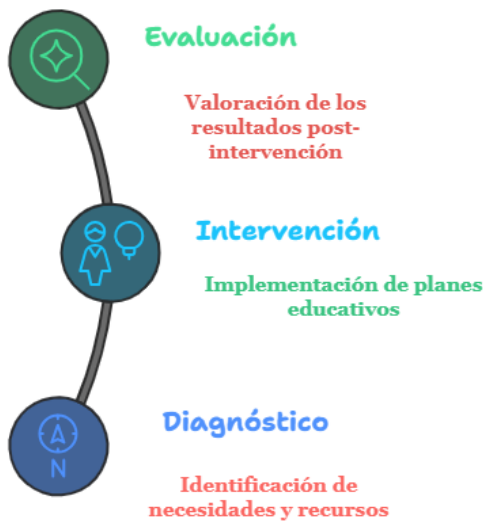 Evaluación
Valoración de los
resultados post-
intervención
Intervención
Implementación de planes
educativos
Diagnóstico
N
Identificación de
necesidades y recursos